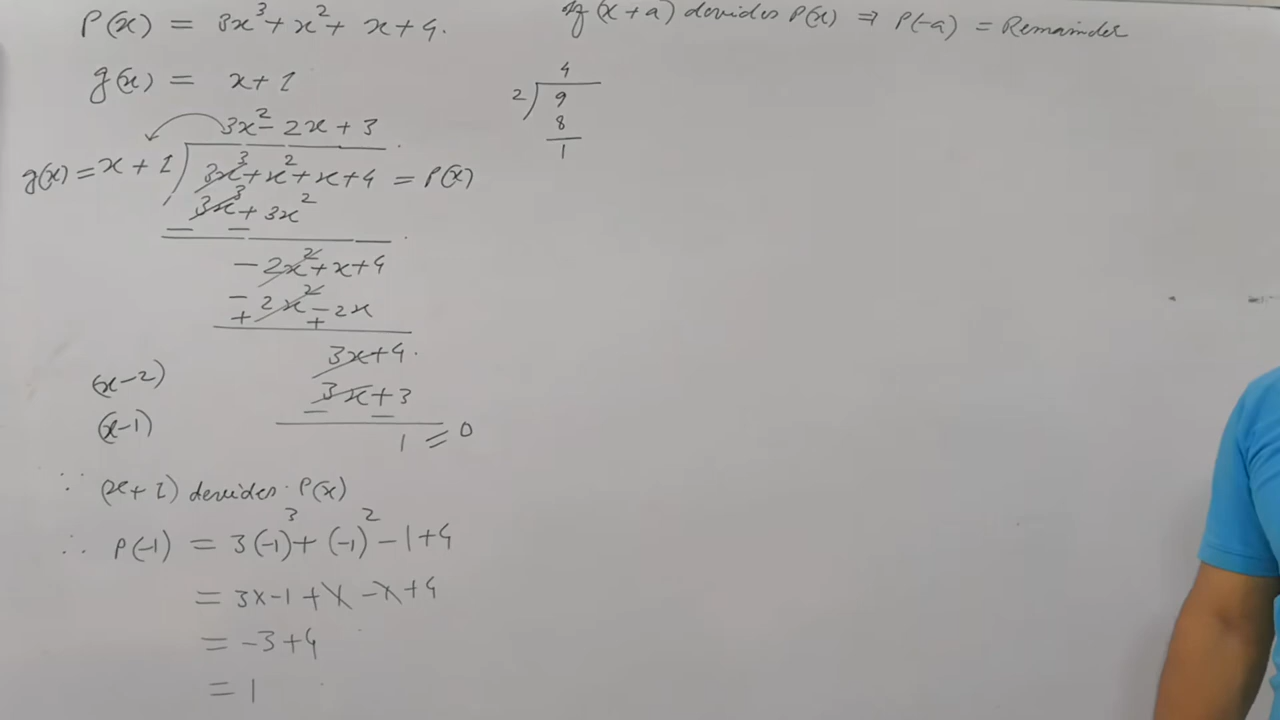 P(x) = 3x³ + x² + x + 4.
g(x) = x + 1
3x² - 2x + 3
g(x) = x + 1 ) 3x³ + x² + x + 4 = P(x)
3x³ + 3x²
- -
- 2x² + x + 4
- 2x² - 2x
+ +
3x + 4.
3x + 3
- -
1 ≠ 0
(x - 2)
(x - 1)
∵ (x + 1) devides P(x)
∴ P(-1) = 3(-1)³ + (-1)² - 1 + 4
= 3 x - 1 + 1 - 1 + 4
= -3 + 4
= 1
If (x + a) devides P(x) ⇒ P(-a) = Remainder
4
2 ) 9
8
1